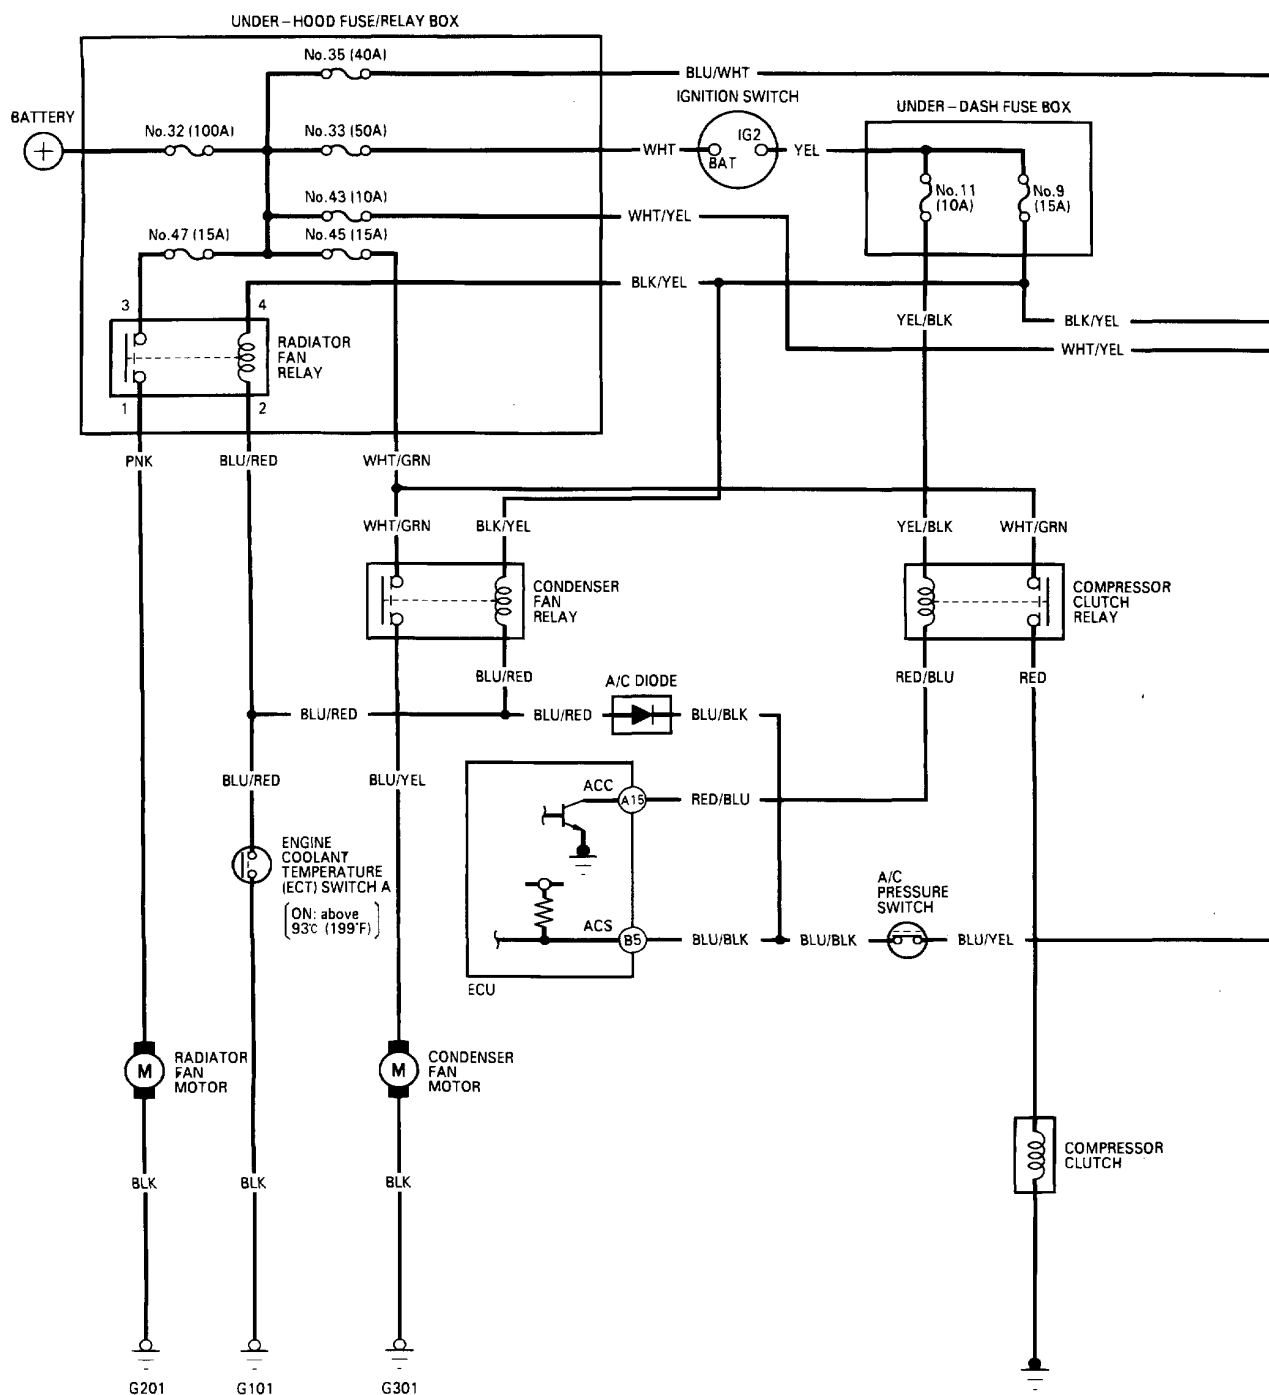 UNDER-HOOD FUSE/RELAY BOX
No.35 (40A)
BLU/WHT
IGNITION SWITCH
UNDER-DASH FUSE BOX
BATTERY
+
No.32 (100A)
No.33 (50A)
WHT
BAT
IG2
YEL
No.11
(10A)
No.9
(15A)
No.43 (10A)
WHT/YEL
No.47 (15A)
No.45 (15A)
BLK/YEL
3
4
YEL/BLK
BLK/YEL
WHT/YEL
RADIATOR
FAN
RELAY
1
2
PNK
BLU/RED
WHT/GRN
WHT/GRN
BLK/YEL
YEL/BLK
WHT/GRN
CONDENSER
FAN
RELAY
COMPRESSOR
CLUTCH
RELAY
BLU/RED
A/C DIODE
RED/BLU
RED
BLU/RED
BLU/RED
BLU/BLK
BLU/RED
BLU/YEL
ACC
A15
RED/BLU
ENGINE
COOLANT
TEMPERATURE
(ECT) SWITCH A
ON: above
93℃ (199°F)
A/C
PRESSURE
SWITCH
ACS
B5
BLU/BLK
BLU/BLK
BLU/YEL
ECU
M
RADIATOR
FAN
MOTOR
M
CONDENSER
FAN
MOTOR
COMPRESSOR
CLUTCH
BLK
BLK
BLK
G201
G101
G301